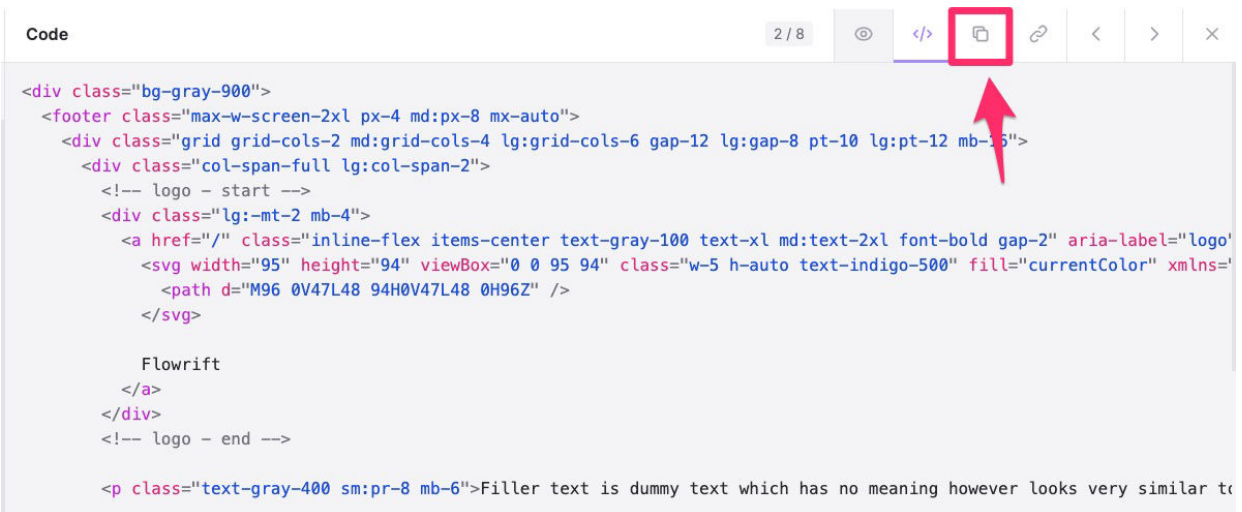 Code
2 / 8
</>
<div class="bg-gray-900">
<footer class="max-w-screen-2xl px-4 md:px-8 mx-auto">
<div class="grid grid-cols-2 md:grid-cols-4 lg:grid-cols-6 gap-12 lg:gap-8 pt-10 lg:pt-12 mb-16">
<div class="col-span-full lg:col-span-2">
<!-- logo - start -->
<div class="lg:-mt-2 mb-4">
<a href="/" class="inline-flex items-center text-gray-100 text-xl md:text-2xl font-bold gap-2" aria-label="logo"
<svg width="95" height="94" viewBox="0 0 95 94" class="w-5 h-auto text-indigo-500" fill="currentColor" xmlns="
<path d="M96 0V47L48 94H0V47L48 0H96Z" />
</svg>
Flowrift
</a>
</div>
<!-- logo - end -->
<p class="text-gray-400 sm:pr-8 mb-6">Filler text is dummy text which has no meaning however looks very similar to